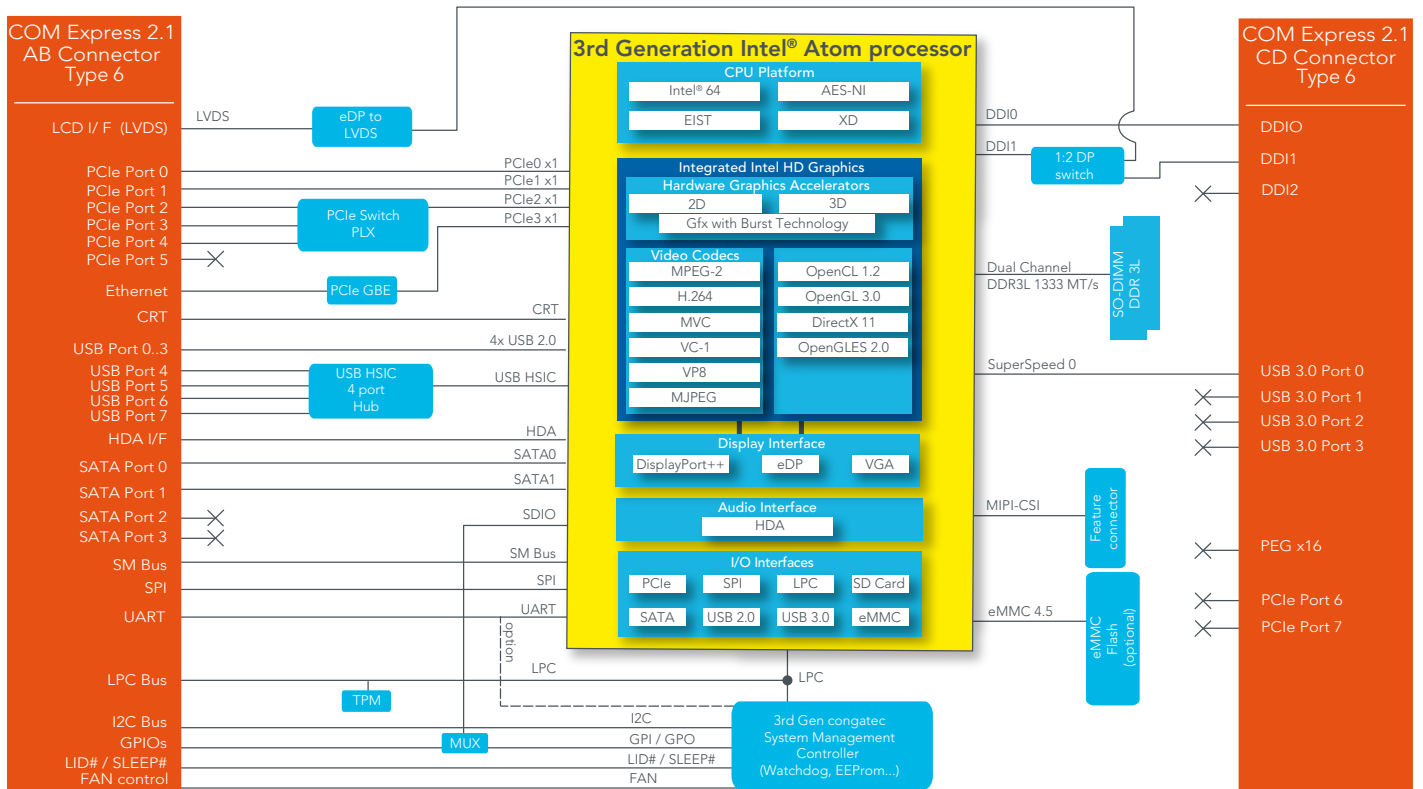 COM Express 2.1
AB Connector
Type 6
LCD I/ F (LVDS)
PCIe Port 0
PCIe Port 1
PCIe Port 2
PCIe Port 3
PCIe Port 4
PCIe Port 5
Ethernet
CRT
USB Port 0..3
USB Port 4
USB Port 5
USB Port 6
USB Port 7
HDA I/F
SATA Port 0
SATA Port 1
SATA Port 2
SATA Port 3
SM Bus
SPI
UART
LPC Bus
I2C Bus
GPIOs
LID# / SLEEP#
FAN control
LVDS
eDP to
LVDS
PCIe Switch
PLX
PCIe GBE
USB HSIC
4 port
Hub
TPM
MUX
option
PCIe0 x1
PCIe1 x1
PCIe2 x1
PCIe3 x1
CRT
4x USB 2.0
USB HSIC
HDA
SATA0
SATA1
SDIO
SM Bus
SPI
UART
LPC
I2C
GPI / GPO
LID# / SLEEP#
FAN
3rd Generation Intel® Atom processor
CPU Platform
Intel® 64
AES-NI
EIST
XD
Integrated Intel HD Graphics
Hardware Graphics Accelerators
2D
3D
Gfx with Burst Technology
Video Codecs
MPEG-2
H.264
MVC
VC-1
VP8
MJPEG
OpenCL 1.2
OpenGL 3.0
DirectX 11
OpenGLES 2.0
Display Interface
DisplayPort++
eDP
VGA
Audio Interface
HDA
I/O Interfaces
PCIe
SPI
LPC
SD Card
SATA
USB 2.0
USB 3.0
eMMC
LPC
3rd Gen congatec
System Management
Controller
(Watchdog, EEProm...)
DDI0
DDI1
1:2 DP
switch
Dual Channel
DDR3L 1333 MT/s
SO-DIMM
DDR 3L
SuperSpeed 0
MIPI-CSI
Feature
connector
eMMC 4.5
eMMC
Flash
(optional)
COM Express 2.1
CD Connector
Type 6
DDIO
DDI1
DDI2
USB 3.0 Port 0
USB 3.0 Port 1
USB 3.0 Port 2
USB 3.0 Port 3
PEG x16
PCIe Port 6
PCIe Port 7